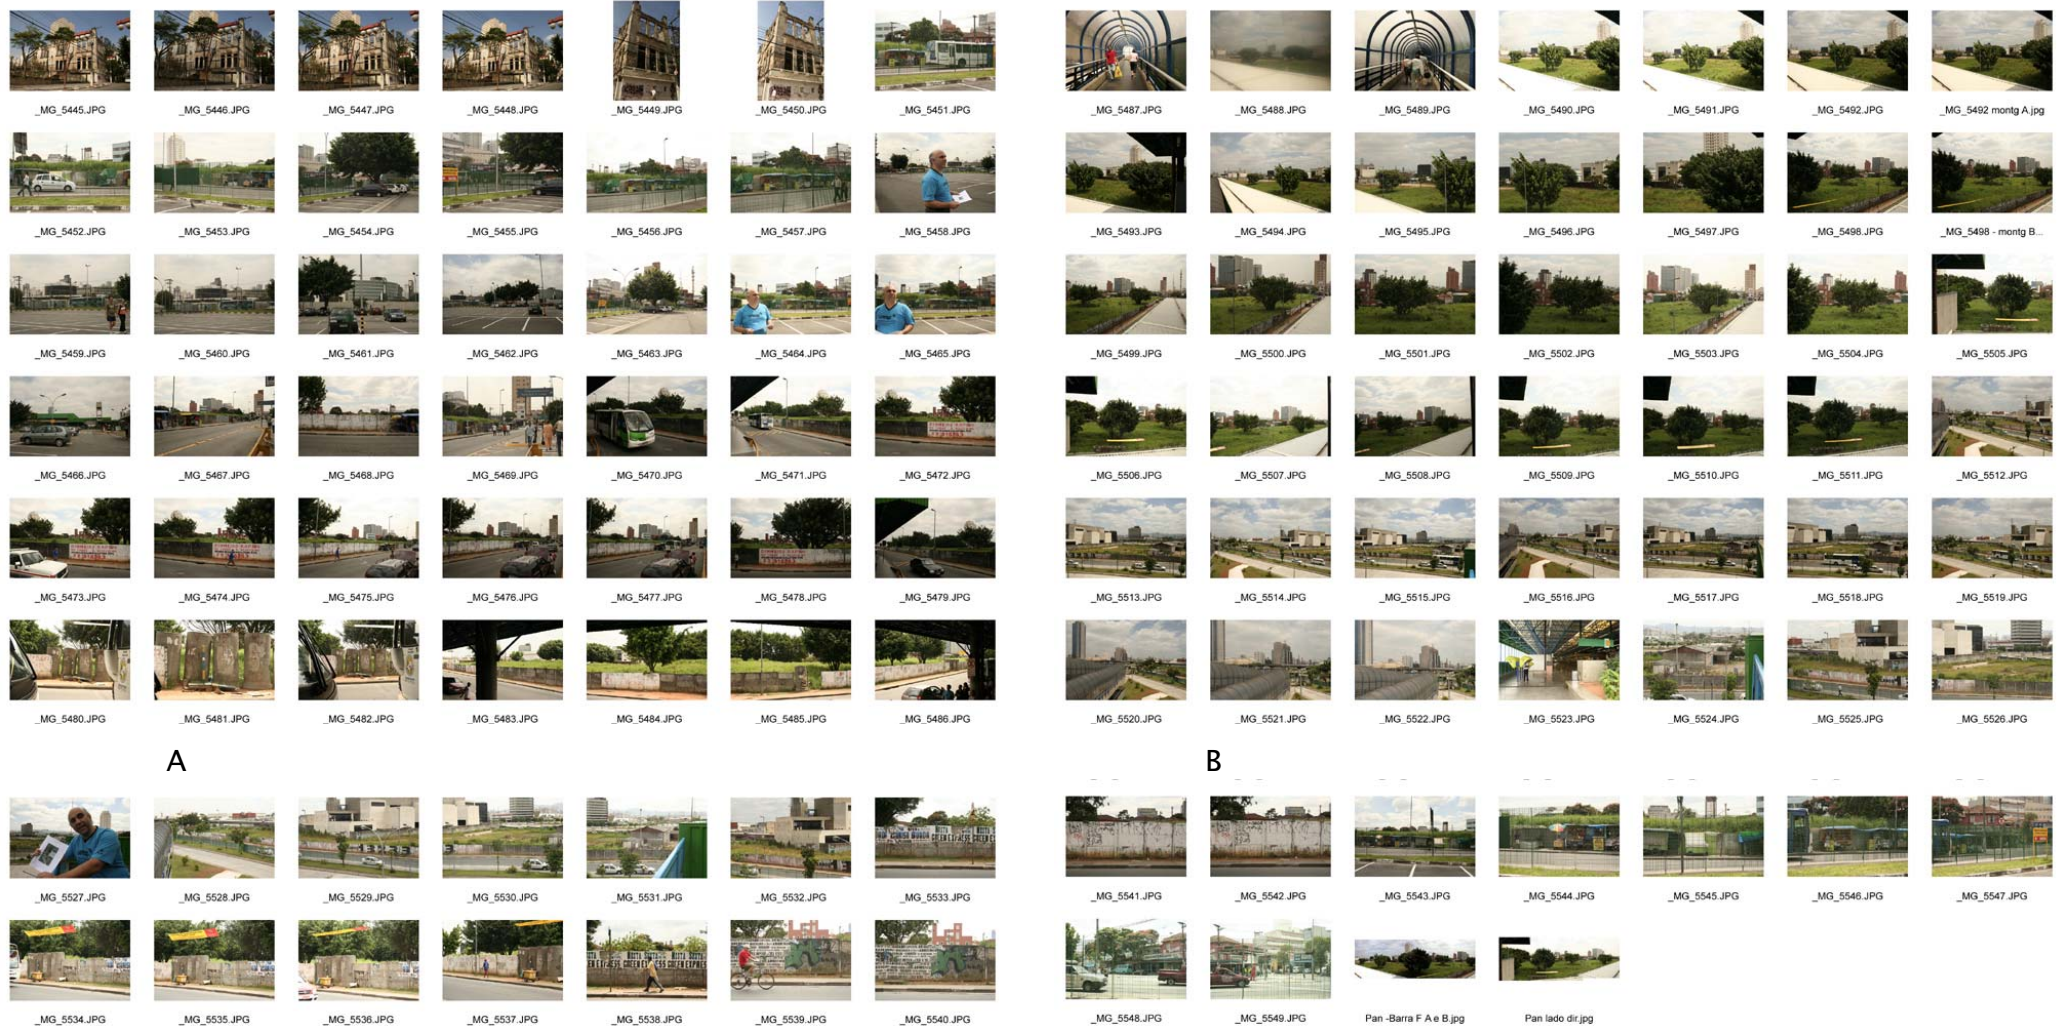 _MG_5445.JPG _MG_5446.JPG _MG_5447.JPG _MG_5448.JPG _MG_5449.JPG _MG_5450.JPG _MG_5451.JPG
_MG_5452.JPG _MG_5453.JPG _MG_5454.JPG _MG_5455.JPG _MG_5456.JPG _MG_5457.JPG _MG_5458.JPG
_MG_5459.JPG _MG_5460.JPG _MG_5461.JPG _MG_5462.JPG _MG_5463.JPG _MG_5464.JPG _MG_5465.JPG
_MG_5466.JPG _MG_5467.JPG _MG_5468.JPG _MG_5469.JPG _MG_5470.JPG _MG_5471.JPG _MG_5472.JPG
_MG_5473.JPG _MG_5474.JPG _MG_5475.JPG _MG_5476.JPG _MG_5477.JPG _MG_5478.JPG _MG_5479.JPG
_MG_5480.JPG _MG_5481.JPG _MG_5482.JPG _MG_5483.JPG _MG_5484.JPG _MG_5485.JPG _MG_5486.JPG
A
_MG_5487.JPG _MG_5488.JPG _MG_5489.JPG _MG_5490.JPG _MG_5491.JPG _MG_5492.JPG _MG_5492 montg A.jpg
_MG_5493.JPG _MG_5494.JPG _MG_5495.JPG _MG_5496.JPG _MG_5497.JPG _MG_5498.JPG _MG_5498 - montg B...
_MG_5499.JPG _MG_5500.JPG _MG_5501.JPG _MG_5502.JPG _MG_5503.JPG _MG_5504.JPG _MG_5505.JPG
_MG_5506.JPG _MG_5507.JPG _MG_5508.JPG _MG_5509.JPG _MG_5510.JPG _MG_5511.JPG _MG_5512.JPG
_MG_5513.JPG _MG_5514.JPG _MG_5515.JPG _MG_5516.JPG _MG_5517.JPG _MG_5518.JPG _MG_5519.JPG
_MG_5520.JPG _MG_5521.JPG _MG_5522.JPG _MG_5523.JPG _MG_5524.JPG _MG_5525.JPG _MG_5526.JPG
B
_MG_5527.JPG _MG_5528.JPG _MG_5529.JPG _MG_5530.JPG _MG_5531.JPG _MG_5532.JPG _MG_5533.JPG
_MG_5534.JPG _MG_5535.JPG _MG_5536.JPG _MG_5537.JPG _MG_5538.JPG _MG_5539.JPG _MG_5540.JPG
_MG_5541.JPG _MG_5542.JPG _MG_5543.JPG _MG_5544.JPG _MG_5545.JPG _MG_5546.JPG _MG_5547.JPG
_MG_5548.JPG _MG_5549.JPG Pan -Barra F A e B.jpg Pan lado dir.jpg